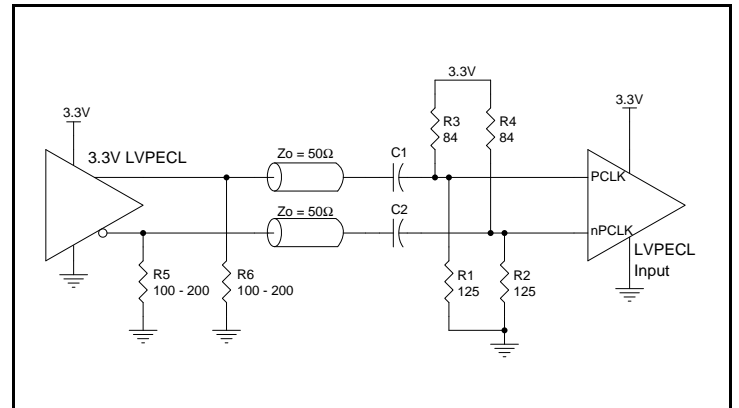 3.3V
3.3V LVPECL
Zo = 50Ω
Zo = 50Ω
R5
100 - 200
R6
100 - 200
C1
C2
3.3V
R3
84
R4
84
R1
125
R2
125
3.3V
PCLK
nPCLK
LVPECL
Input